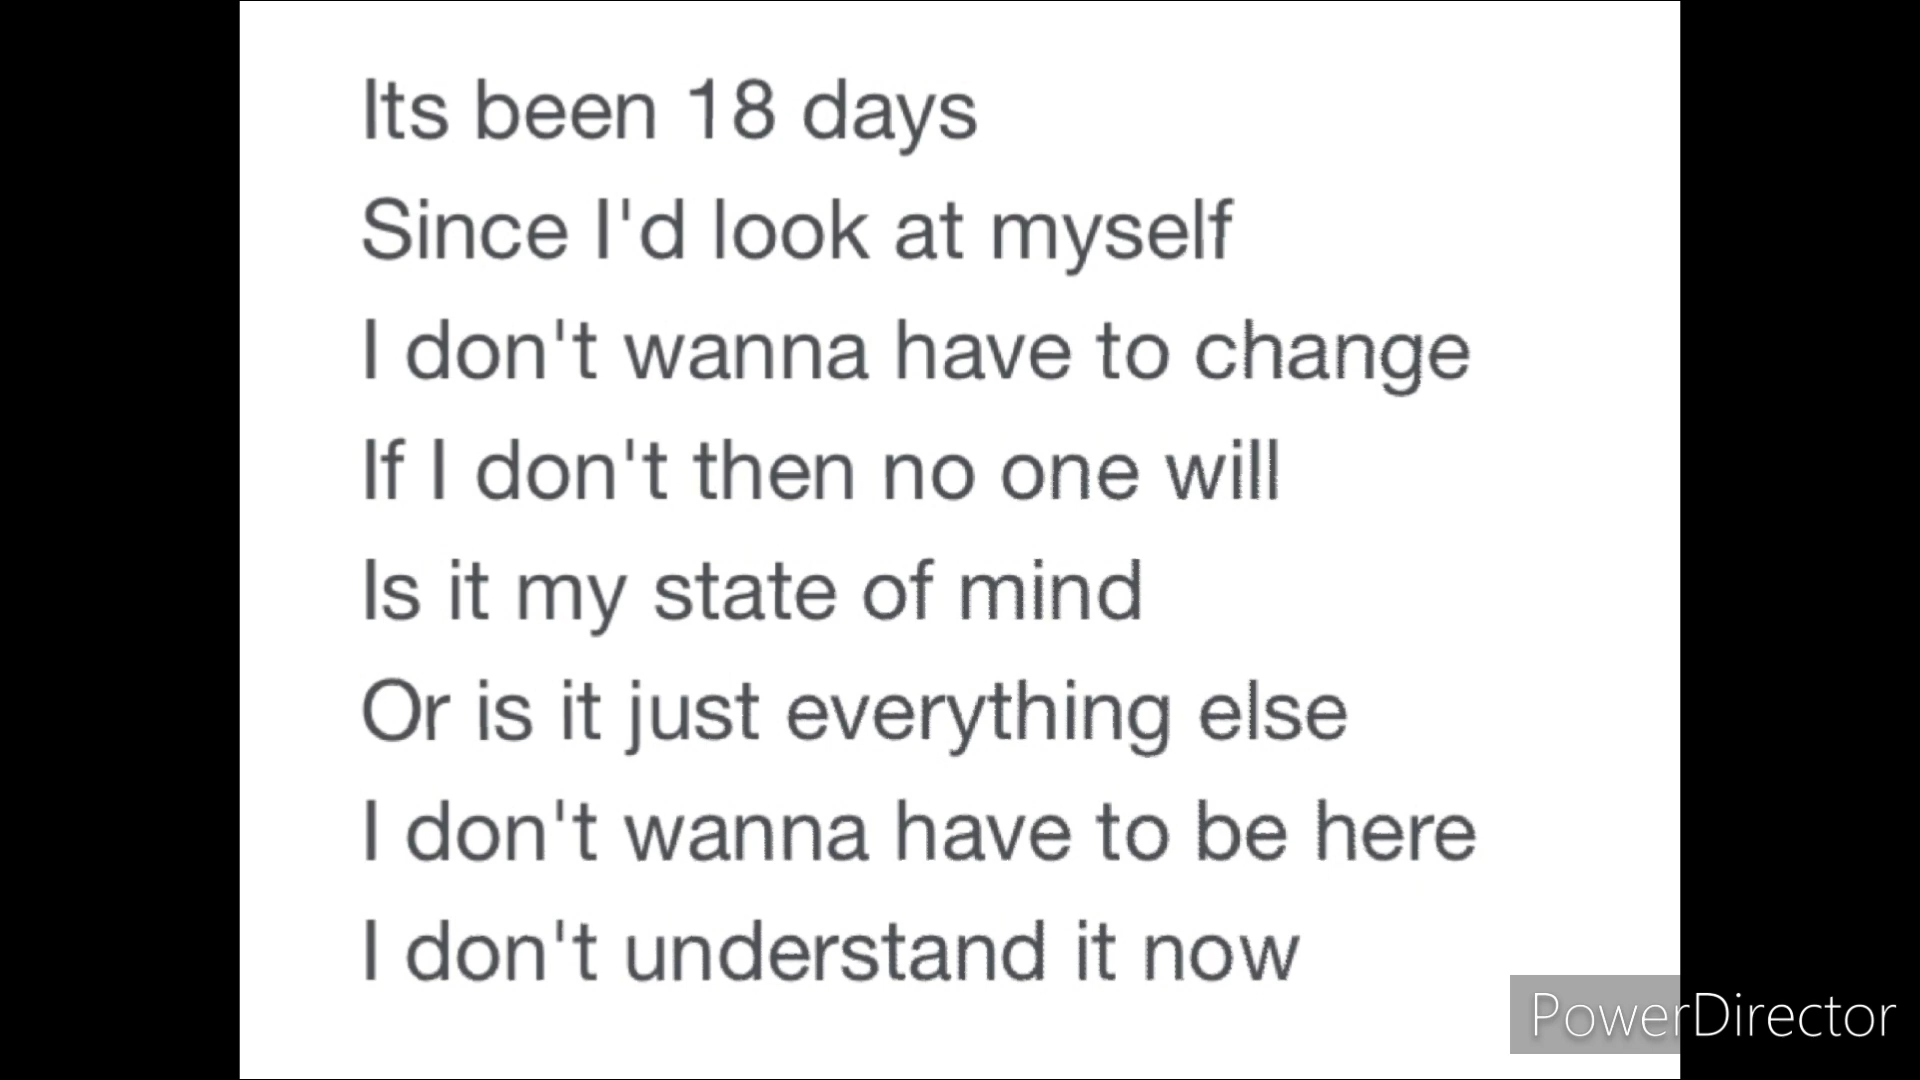 Its been 18 days
Since I'd look at myself
I don't wanna have to change
If I don't then no one will
Is it my state of mind
Or is it just everything else
I don't wanna have to be here
I don't understand it now
PowerDirector